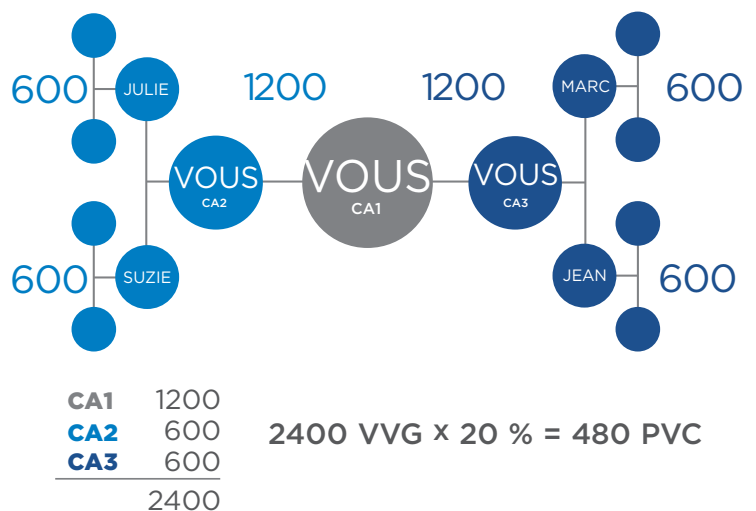 1200 1200
600 JULIE MARC 600
VOUS VOUS VOUS
CA2 CA1 CA3
600 SUZIE JEAN 600
CA1 1200
CA2 600
CA3 600
2400
2400 VVG x 20 % = 480 PVC